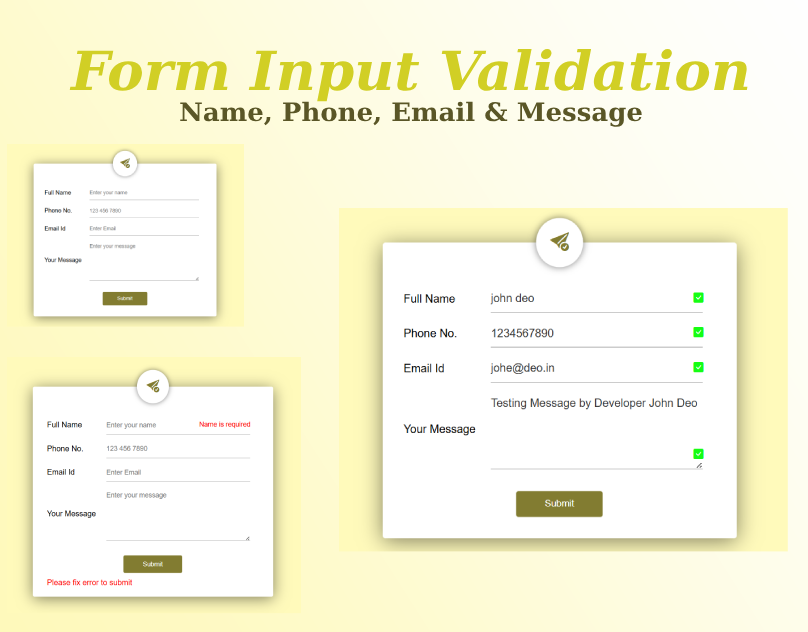 Form Input Validation
Name, Phone, Email & Message
Full Name Enter your name
Phone No. 123 456 7890
Email Id Enter Email
Enter your message
Your Message
Submit
Full Name Enter your name Name is required
Phone No. 123 456 7890
Email Id Enter Email
Enter your message
Your Message
Submit
Please fix error to submit
Full Name john deo
Phone No. 1234567890
Email Id johe@deo.in
Testing Message by Developer John Deo
Your Message
Submit